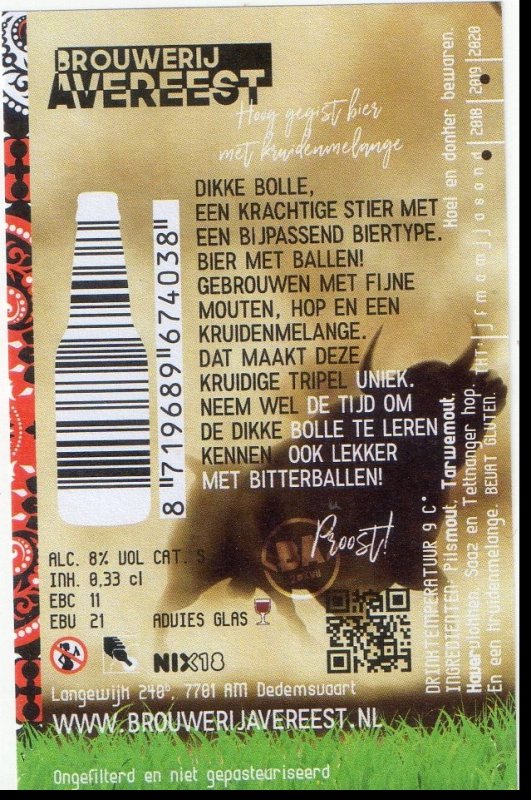 BROUWERIJ
AVEREEST
Hoog gegist bier
met kruidenmelange
DIKKE BOLLE,
EEN KRACHTIGE STIER MET
EEN BIJPASSEND BIERTYPE.
BIER MET BALLEN!
GEBROUWEN MET FIJNE
MOUTEN, HOP EN EEN
KRUIDENMELANGE.
DAT MAAKT DEZE
KRUIDIGE TRIPEL UNIEK.
NEEM WEL DE TIJD OM
DE DIKKE BOLLE TE LEREN
KENNEN OOK LEKKER
MET BITTERBALLEN!
Proost!
8 719689 674038
ALC. 8% VOL CAT. S
INH. 0,33 cl
EBC 11
EBU 21
ADVIES GLAS
NIX18
Langewijk 248ᵃ, 7701 AM Dedemsvaart
WWW.BROUWERIJAVEREEST.NL
Ongefilterd en niet gepasteuriseerd
DRINKTEMPERATUUR 9 C°
INGREDIENTEN: Pilsmout, Tarwemout,
Havervlokken, Saaz en Tettnanger hop.
En een kruidenmelange. BEVAT GLUTEN.
Koel en donker bewaren.
THT: j f m a m j j a s o n d 2018 2019 2020